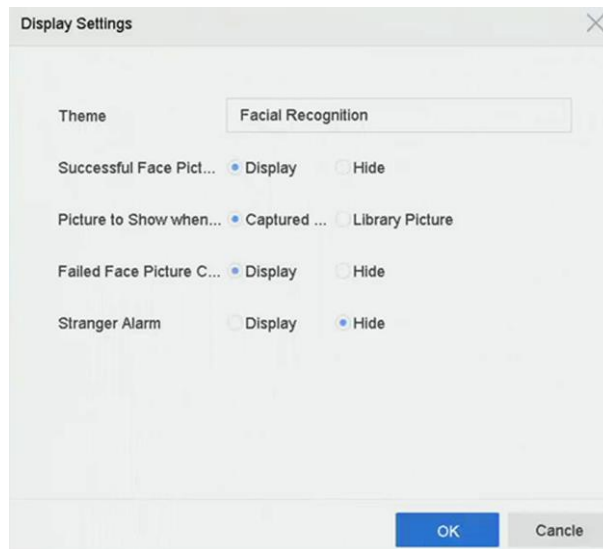 Display Settings
Theme Facial Recognition
Successful Face Pict... Display Hide
Picture to Show when... Captured ... Library Picture
Failed Face Picture C... Display Hide
Stranger Alarm Display Hide
OK Cancle